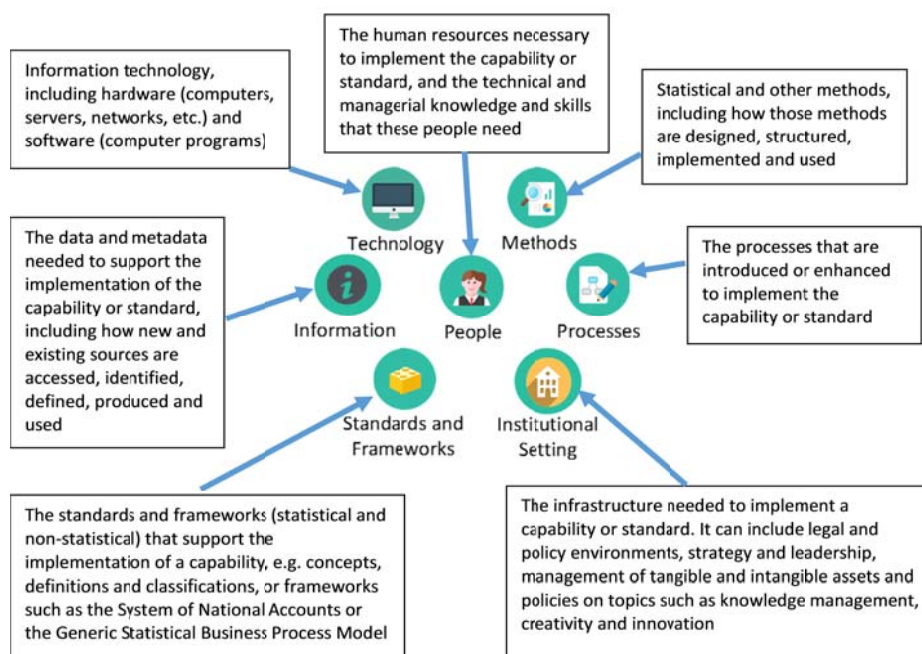 The human resources necessary
to implement the capability or
standard, and the technical and
managerial knowledge and skills
that these people need
Information technology,
including hardware (computers,
servers, networks, etc.) and
software (computer programs)
Statistical and other methods,
including how those methods
are designed, structured,
implemented and used
Technology
Methods
The data and metadata
needed to support the
implementation of the
capability or standard,
including how new and
existing sources are
accessed, identified,
defined, produced and
used
The processes that are
introduced or enhanced
to implement the
capability or standard
Information
People
Processes
Standards and
Frameworks
Institutional
Setting
The standards and frameworks (statistical and
non-statistical) that support the
implementation of a capability, e.g. concepts,
definitions and classifications, or frameworks
such as the System of National Accounts or
the Generic Statistical Business Process Model
The infrastructure needed to implement a
capability or standard. It can include legal and
policy environments, strategy and leadership,
management of tangible and intangible assets and
policies on topics such as knowledge management,
creativity and innovation